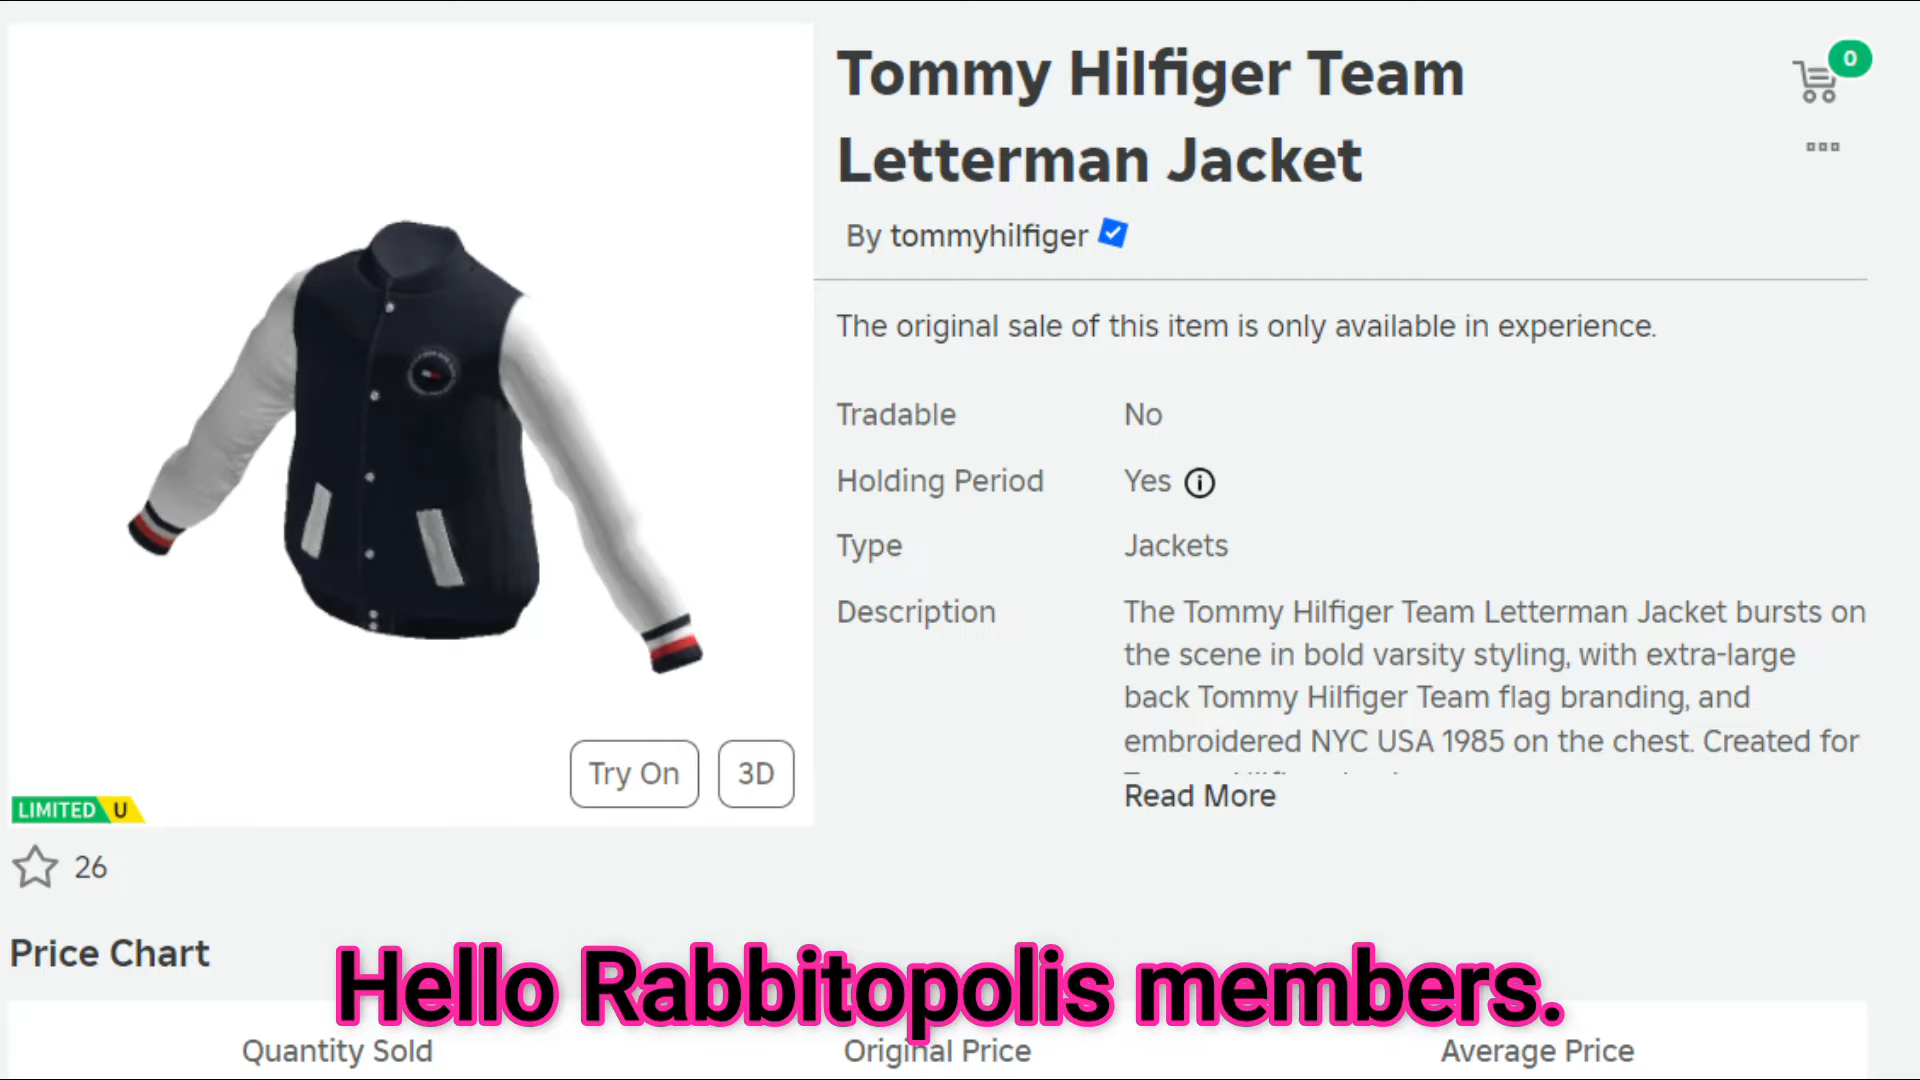 Tommy Hilfiger Team
Letterman Jacket
0
By tommyhilfiger
The original sale of this item is only available in experience.
Tradable No
Holding Period Yes
Type Jackets
Description The Tommy Hilfiger Team Letterman Jacket bursts on
the scene in bold varsity styling, with extra-large
back Tommy Hilfiger Team flag branding, and
embroidered NYC USA 1985 on the chest. Created for
Read More
Try On 3D
LIMITED U
26
Price Chart
Hello Rabbitopolis members.
Quantity Sold Original Price Average Price